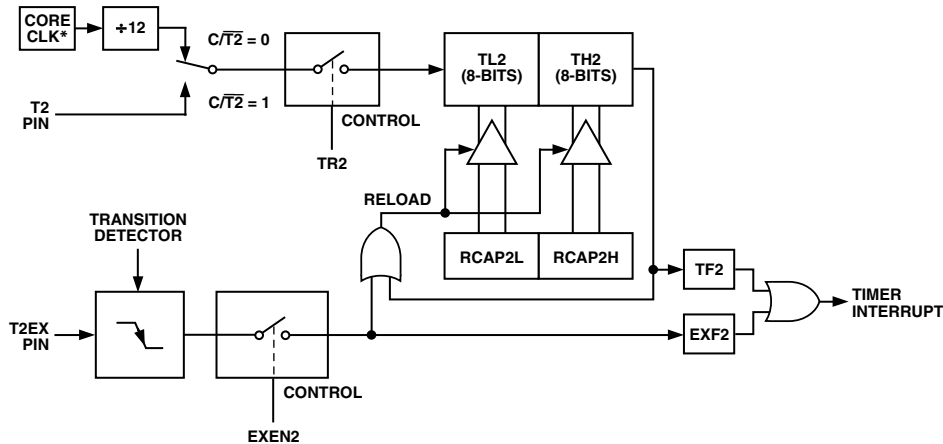 CORE
CLK*
÷12
C/T2 = 0
C/T2 = 1
T2
PIN
CONTROL
TR2
TL2
(8-BITS)
TH2
(8-BITS)
RELOAD
TRANSITION
DETECTOR
RCAP2L
RCAP2H
TF2
TIMER
INTERRUPT
T2EX
PIN
EXF2
CONTROL
EXEN2